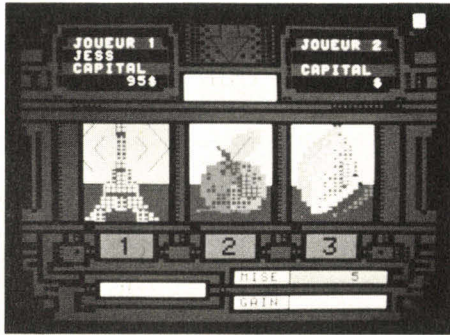 JOUEUR 1
JESS
CAPITAL
95$
JOUEUR 2
CAPITAL
$
1 2 3
MISE 5
GAIN